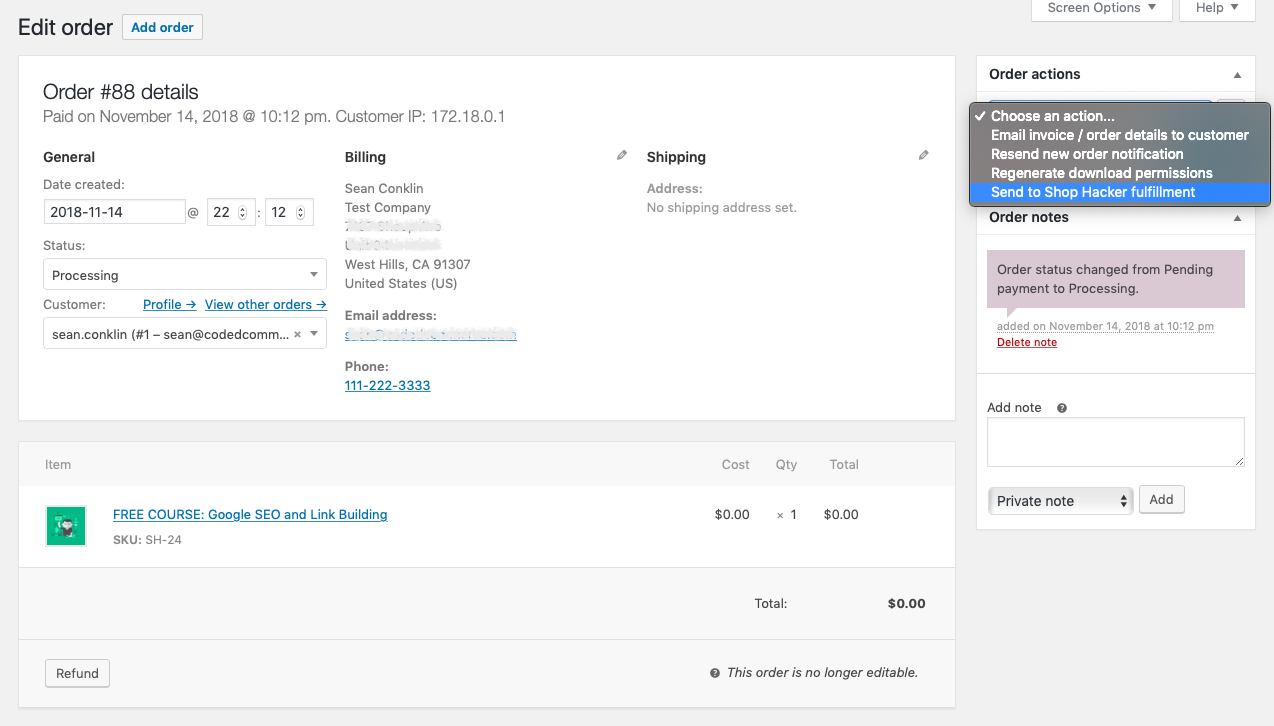 Screen Options ▼
Help ▼
Edit order
Add order
Order #88 details
Paid on November 14, 2018 @ 10:12 pm. Customer IP: 172.18.0.1
General
Date created:
2018-11-14 @ 22 : 12
Status:
Processing
Customer: Profile → View other orders →
sean.conklin (#1 – sean@codedcomm... ×
Billing
Sean Conklin
Test Company
West Hills, CA 91307
United States (US)
Email address:
Phone:
111-222-3333
Shipping
Address:
No shipping address set.
Item Cost Qty Total
FREE COURSE: Google SEO and Link Building $0.00 × 1 $0.00
SKU: SH-24
Total: $0.00
Refund
This order is no longer editable.
Order actions
✓ Choose an action...
Email invoice / order details to customer
Resend new order notification
Regenerate download permissions
Send to Shop Hacker fulfillment
Order notes
Order status changed from Pending
payment to Processing.
added on November 14, 2018 at 10:12 pm
Delete note
Add note
Private note
Add